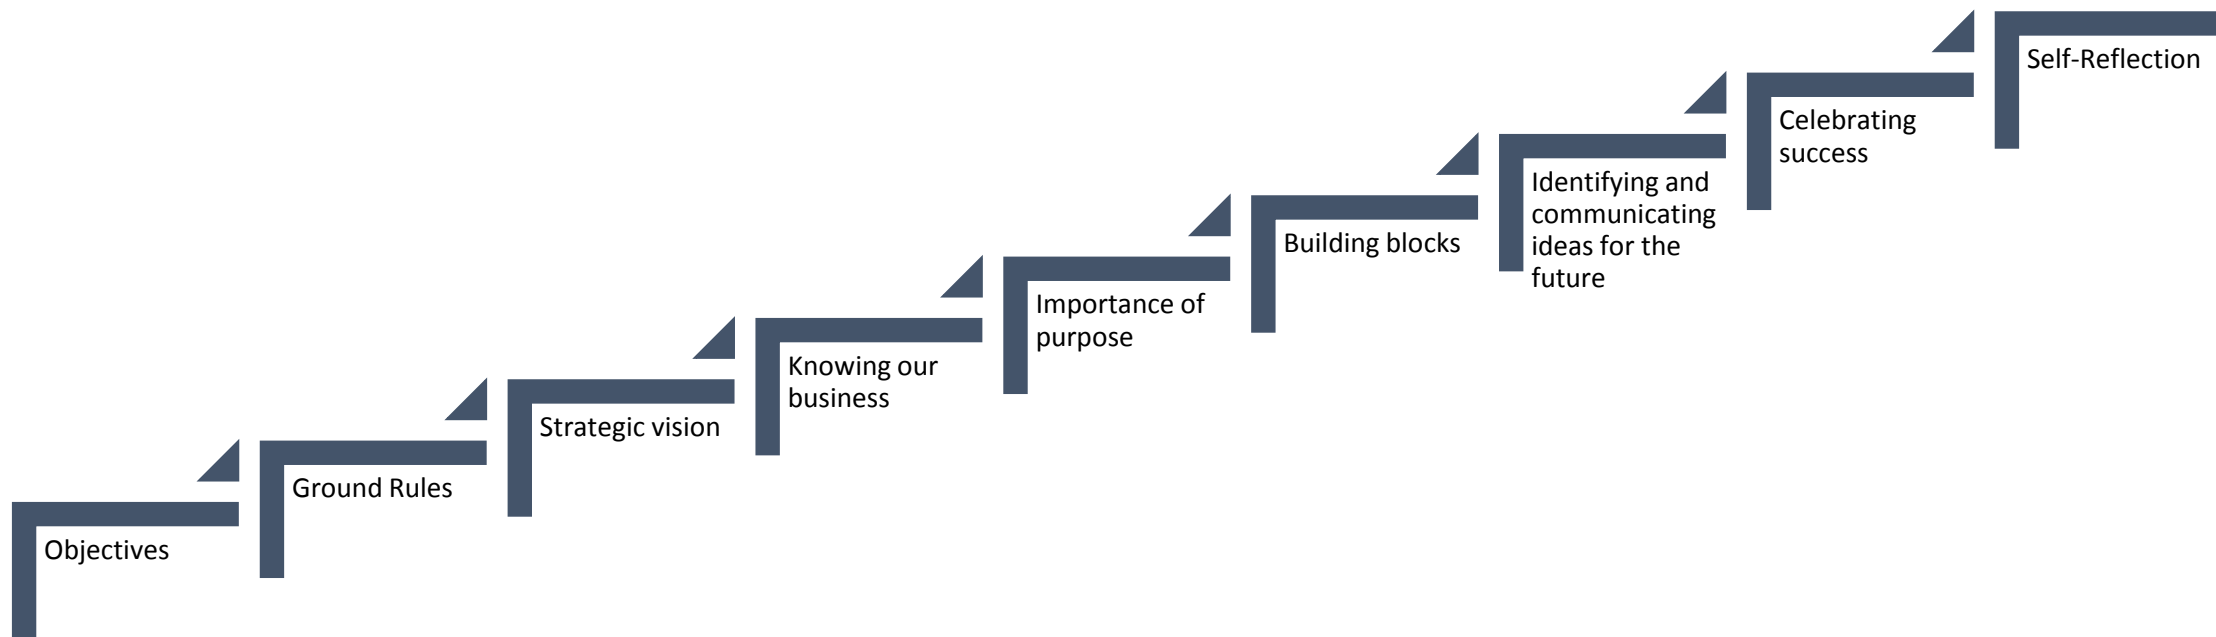 Objectives
Ground Rules
Strategic vision
Knowing our
business
Importance of
purpose
Building blocks
Identifying and
communicating
ideas for the
future
Celebrating
success
Self-Reflection